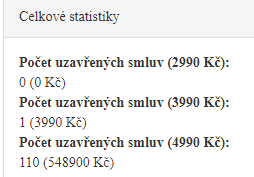 Celkové statistiky
Počet uzavřených smluv (2990 Kč):
0 (0 Kč)
Počet uzavřených smluv (3990 Kč):
1 (3990 Kč)
Počet uzavřených smluv (4990 Kč):
110 (548900 Kč)